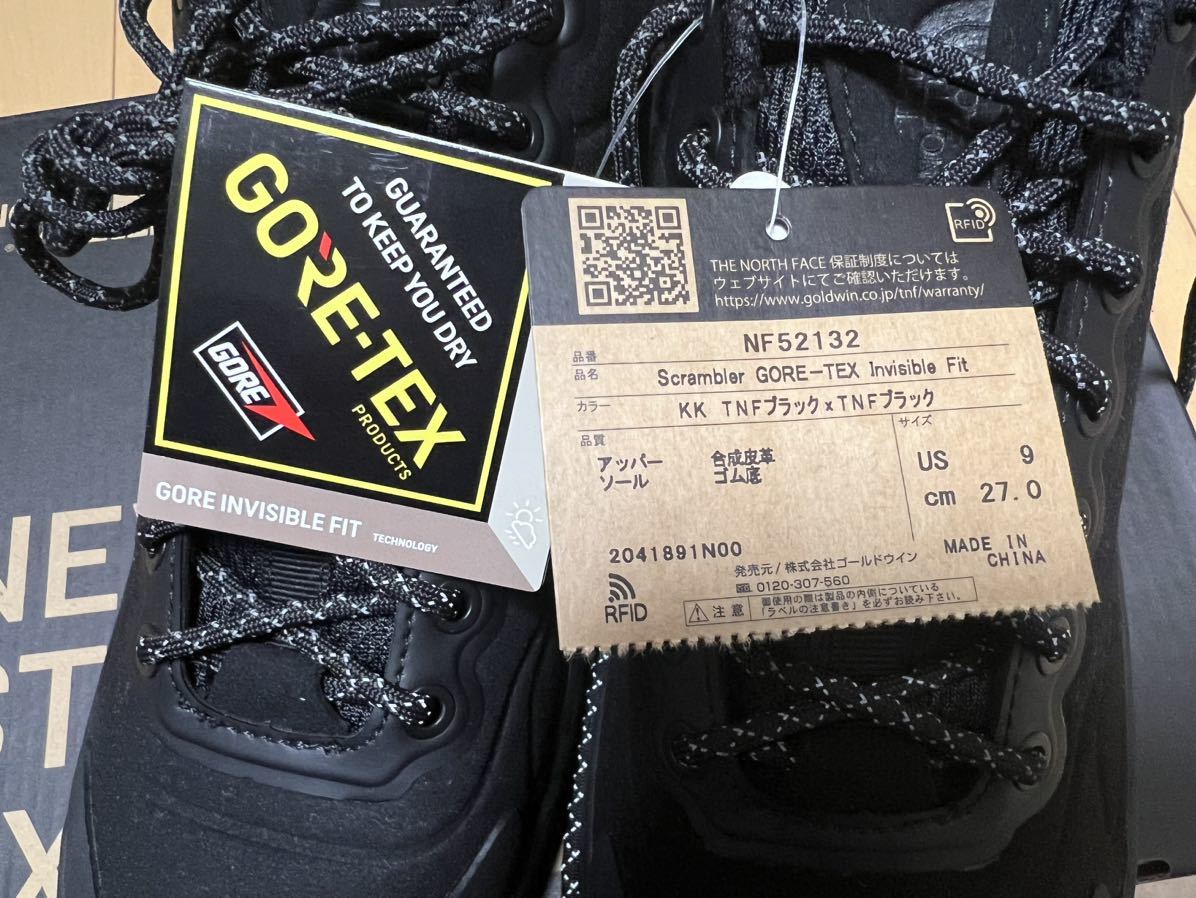 GORE-TEX
PRODUCTS
GUARANTEED
TO KEEP YOU DRY
GORE
GORE INVISIBLE FIT TECHNOLOGY
RFID
THE NORTH FACE 保証制度については
ウェブサイトにてご確認いただけます。
https://www.goldwin.co.jp/tnf/warranty/
品番 NF52132
品名 Scrambler GORE-TEX Invisible Fit
カラー KK TNFブラック×TNFブラック
品質
アッパー 合成皮革
ソール ゴム底
サイズ
US 9
cm 27.0
2041891N00
MADE IN
CHINA
発売元/株式会社ゴールドウイン
0120-307-560
RFID
注意
御使用の際は製品の内側についている
「ラベルの注意書き」を必ずお読み下さい。
NE
ST
X